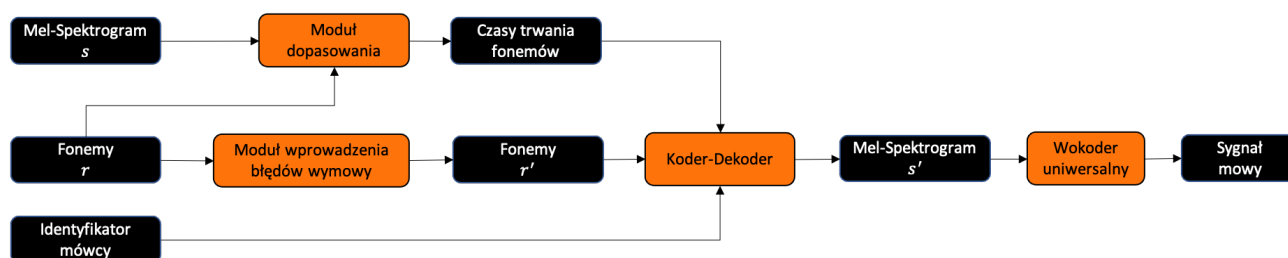 Mel-Spektrogram
s
Moduł
dopasowania
Czasy trwania
fonemów
Fonemy
r
Moduł wprowadzenia
błędów wymowy
Fonemy
r′
Koder-Dekoder
Mel-Spektrogram
s′
Wokoder
uniwersalny
Sygnał
mowy
Identyfikator
mówcy